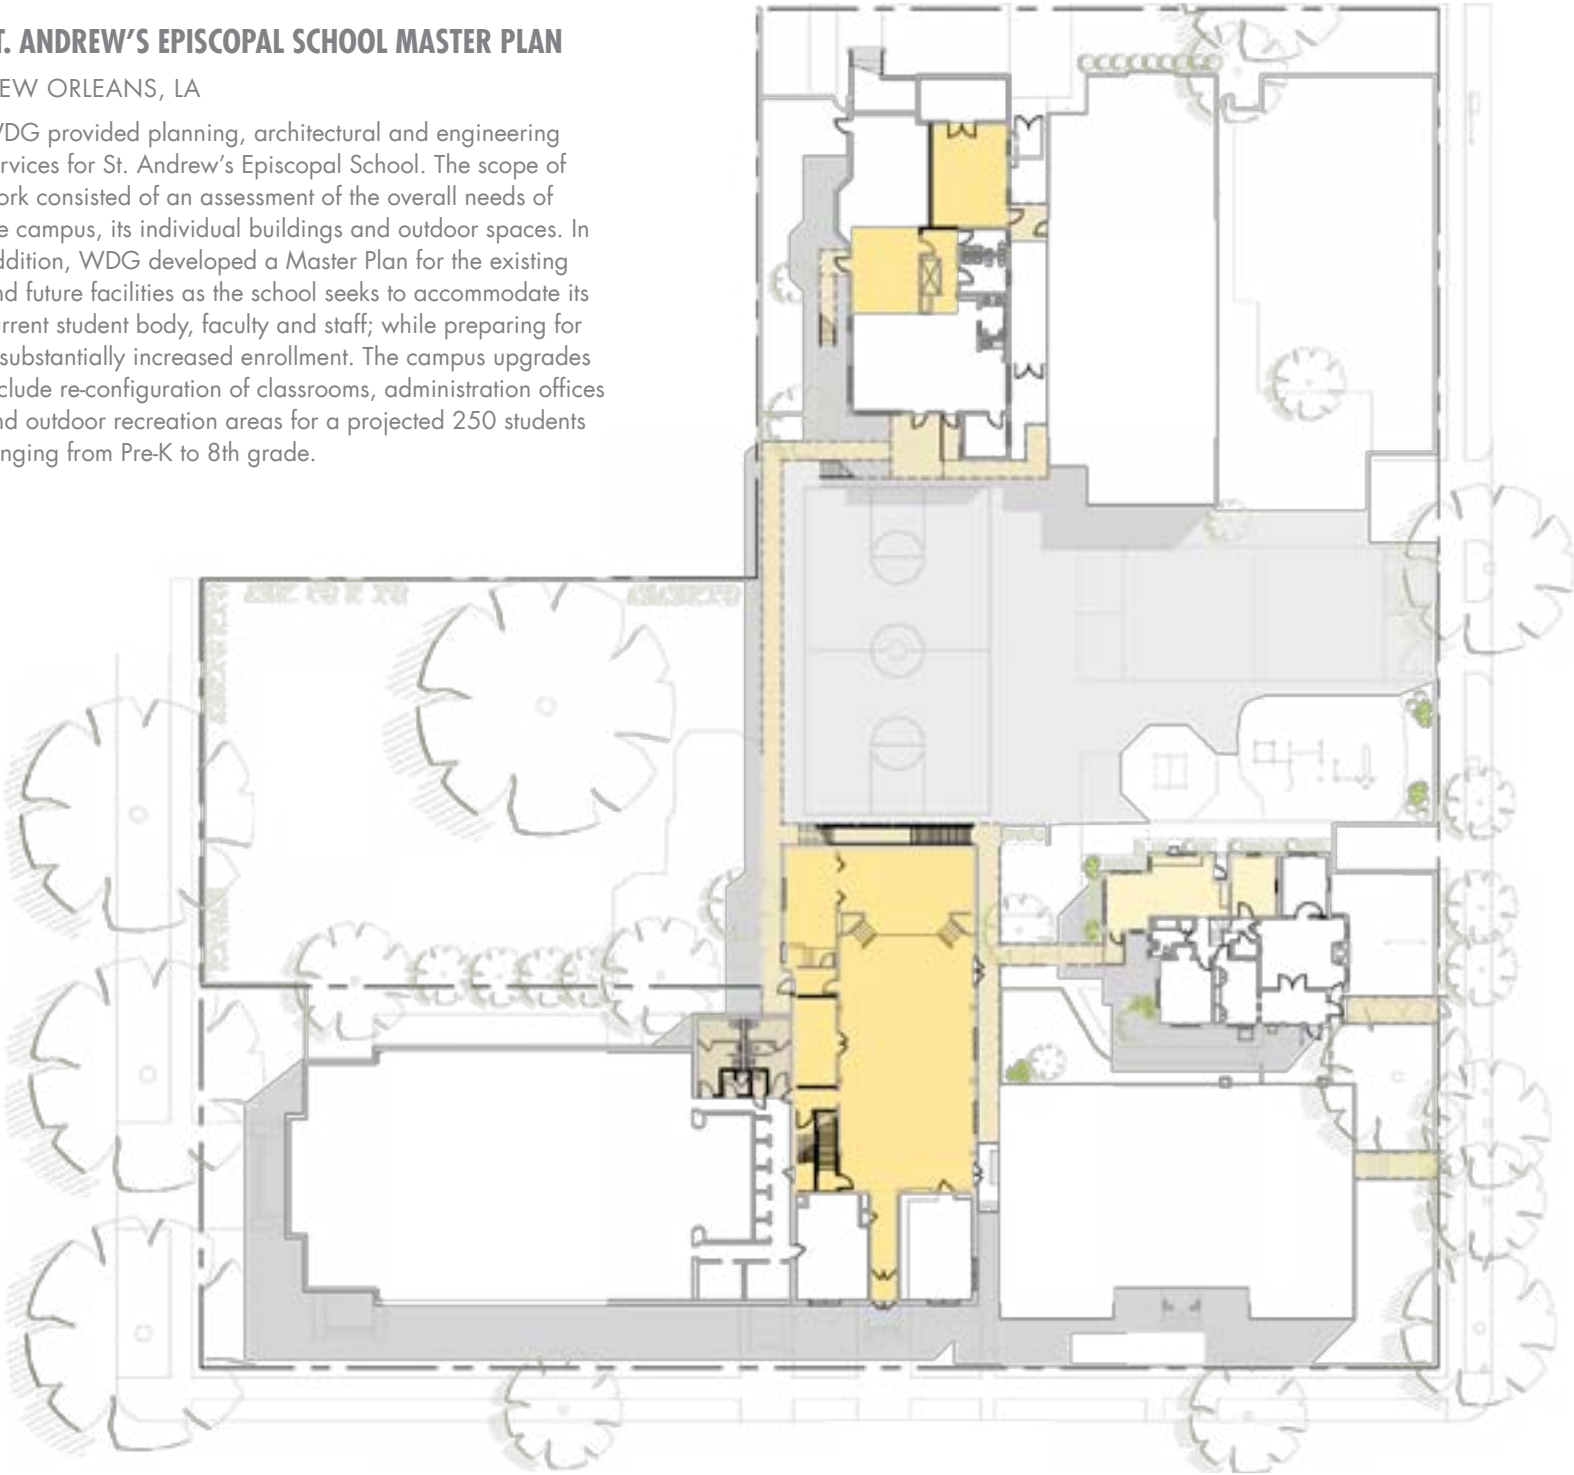 T. ANDREW'S EPISCOPAL SCHOOL MASTER PLAN
EW ORLEANS, LA
WDG provided planning, architectural and engineering
rvices for St. Andrew's Episcopal School. The scope of
ork consisted of an assessment of the overall needs of
e campus, its individual buildings and outdoor spaces. In
ddition, WDG developed a Master Plan for the existing
nd future facilities as the school seeks to accommodate its
urrent student body, faculty and staff; while preparing for
substantially increased enrollment. The campus upgrades
clude re-configuration of classrooms, administration offices
nd outdoor recreation areas for a projected 250 students
nging from Pre-K to 8th grade.